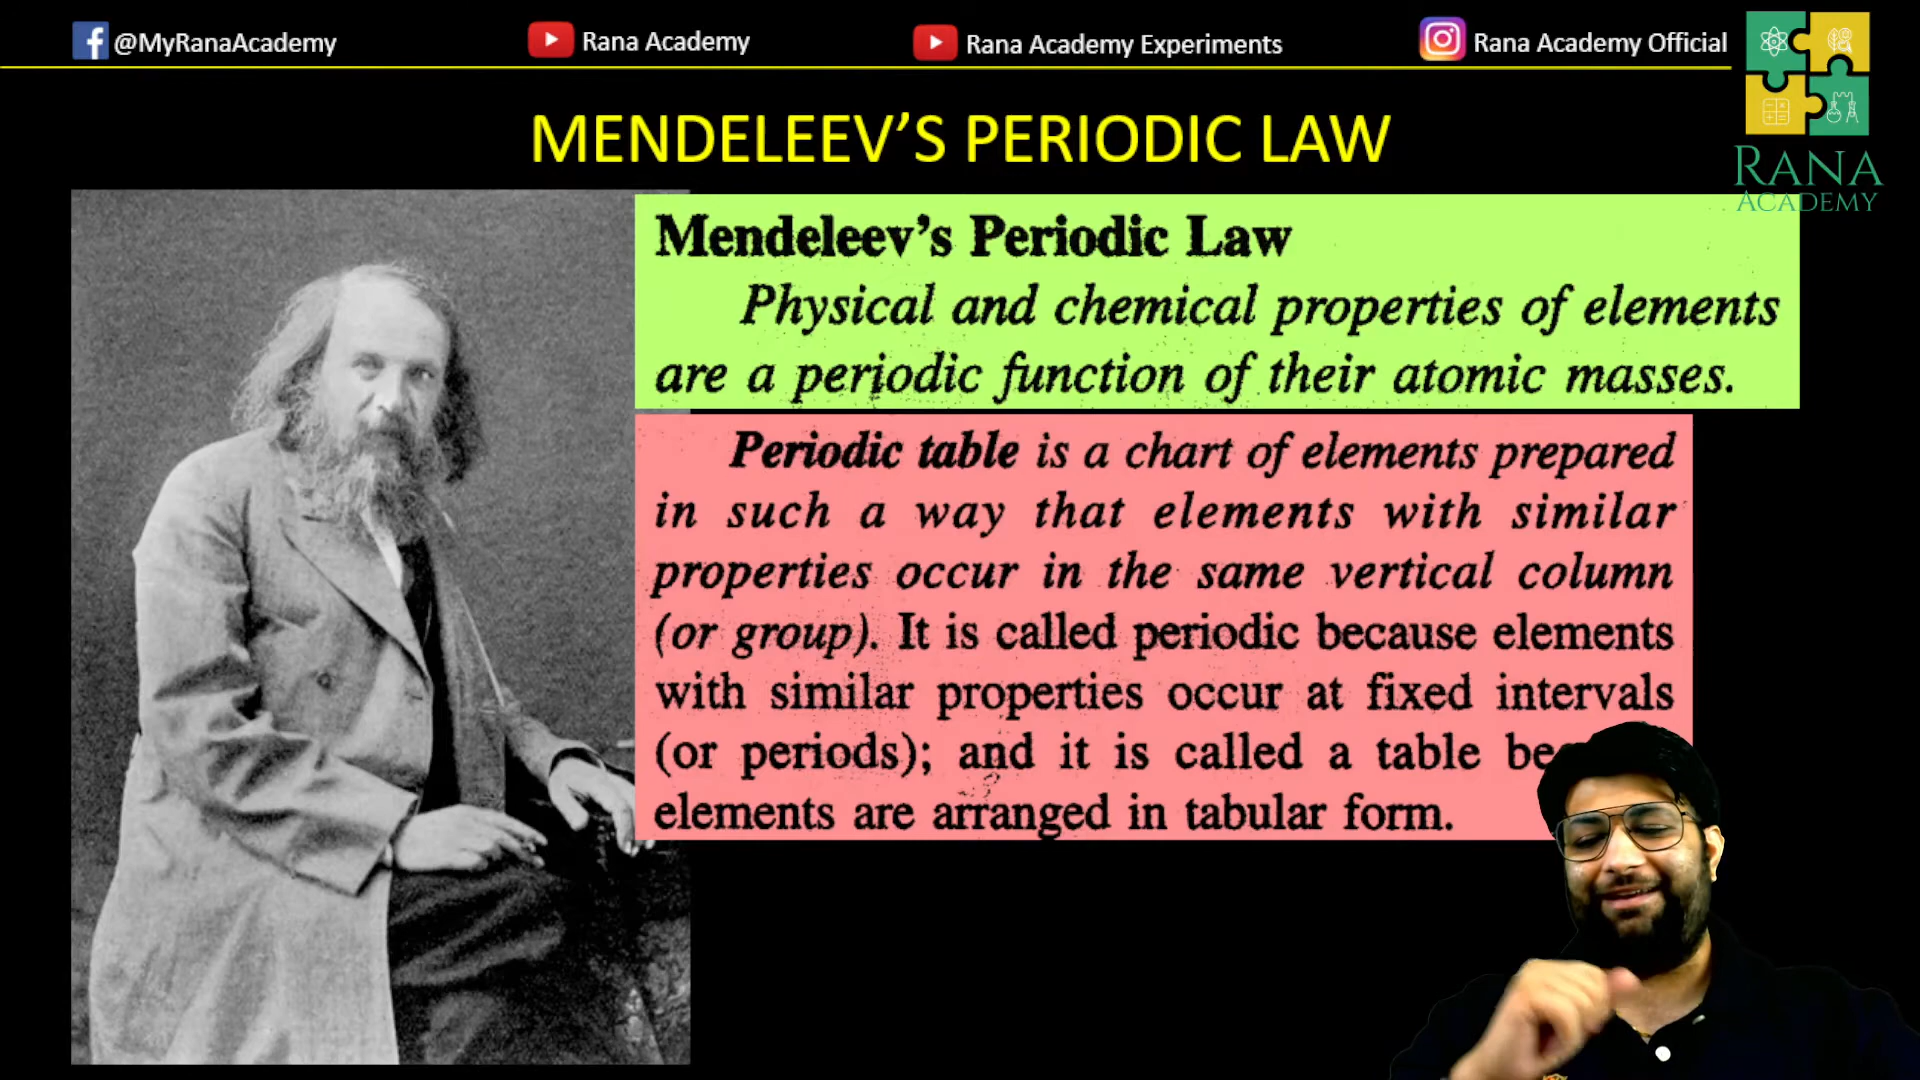 @MyRanaAcademy
Rana Academy
Rana Academy Experiments
Rana Academy Official
RANA
ACADEMY
MENDELEEV'S PERIODIC LAW
Mendeleev's Periodic Law
Physical and chemical properties of elements
are a periodic function of their atomic masses.
Periodic table is a chart of elements prepared
in such a way that elements with similar
properties occur in the same vertical column
(or group). It is called periodic because elements
with similar properties occur at fixed intervals
(or periods); and it is called a table
elements are arranged in tabular form.